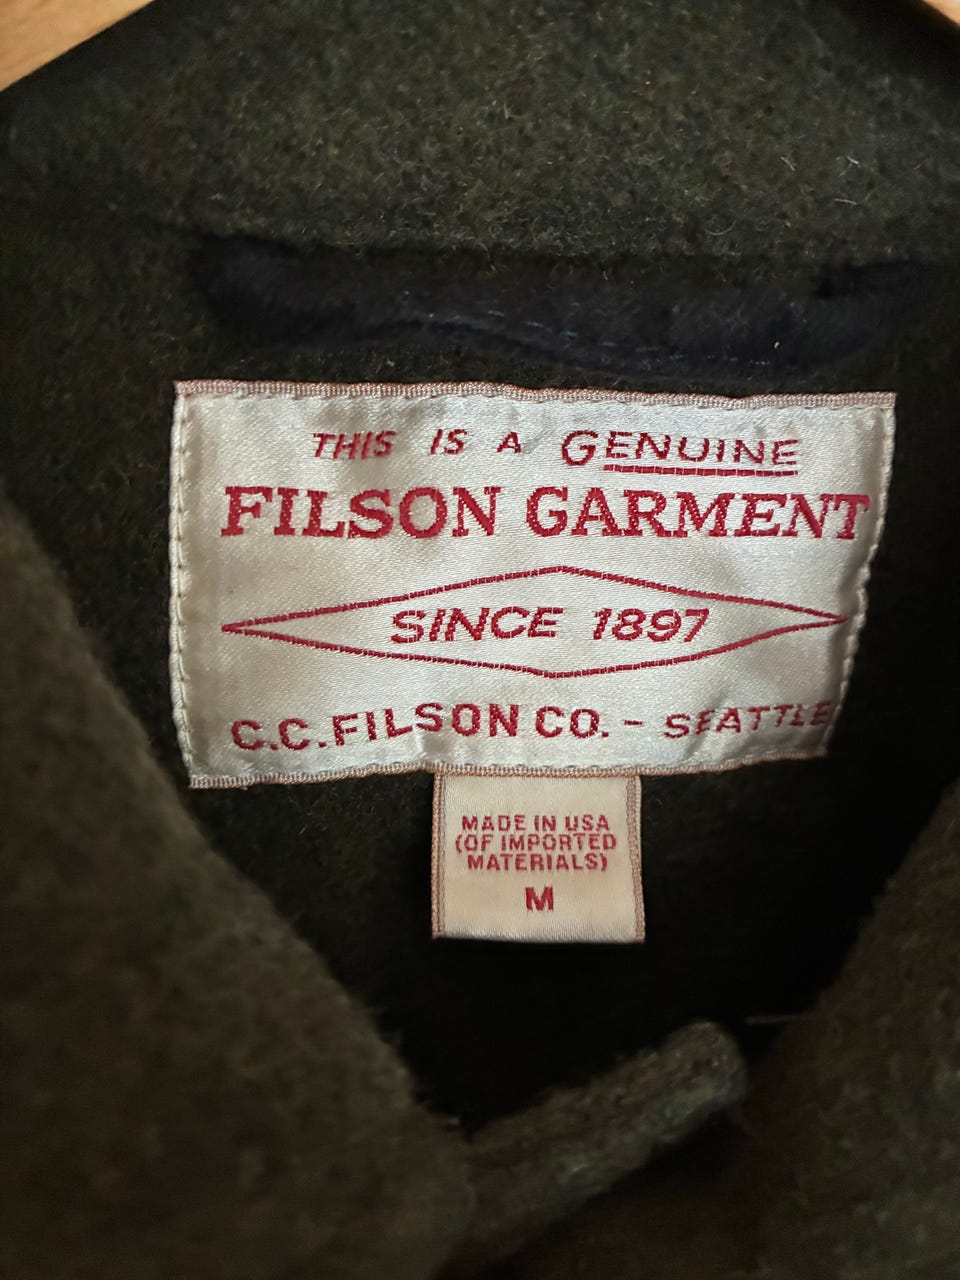 THIS IS A GENUINE
FILSON GARMENT
SINCE 1897
C.C. FILSON CO. - SEATTLE
MADE IN USA
(OF IMPORTED
MATERIALS)
M